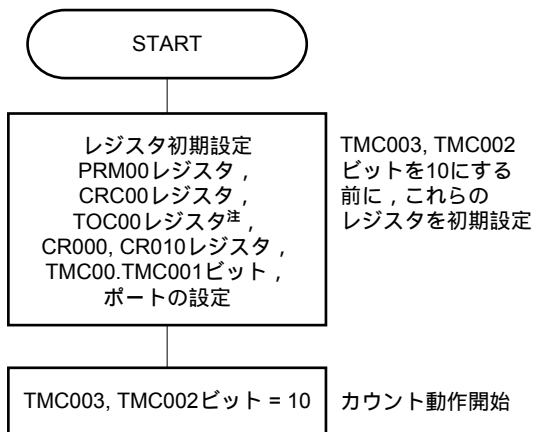 START
レジスタ初期設定
PRM00レジスタ，
CRC00レジスタ，
TOC00レジスタ注，
CR000, CR010レジスタ，
TMC00.TMC001ビット，
ポートの設定
TMC003, TMC002
ビットを10にする
前に，これらの
レジスタを初期設定
TMC003, TMC002ビット = 10
カウント動作開始